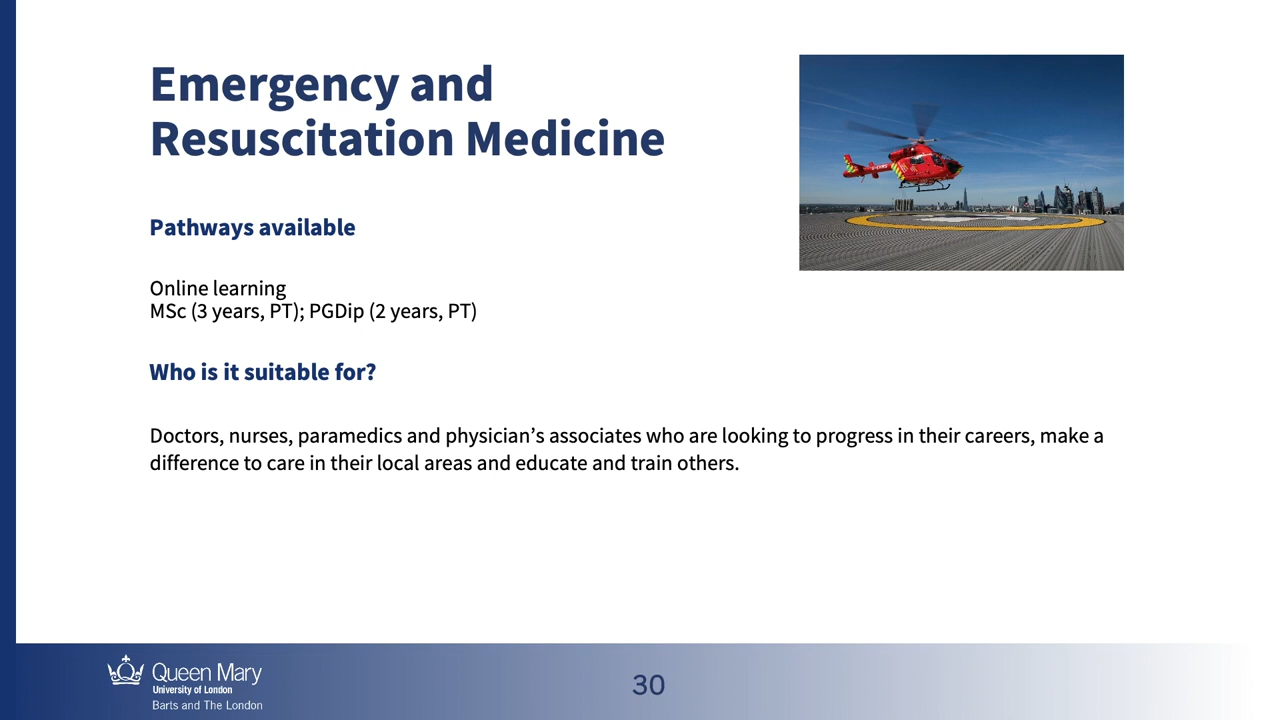 Emergency and
Resuscitation Medicine
Pathways available
Online learning
MSc (3 years, PT); PGDip (2 years, PT)
Who is it suitable for?
Doctors, nurses, paramedics and physician’s associates who are looking to progress in their careers, make a
difference to care in their local areas and educate and train others.
Queen Mary
University of London
Barts and The London
30